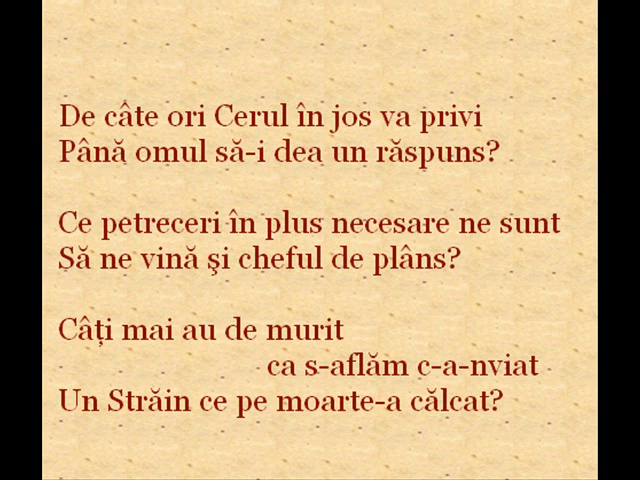 De câte ori Cerul în jos va privi
Până omul să-i dea un răspuns?
Ce petreceri în plus necesare ne sunt
Să ne vină şi cheful de plâns?
Câți mai au de murit
ca s-aflăm c-a-nviat
Un Străin ce pe moarte-a călcat?